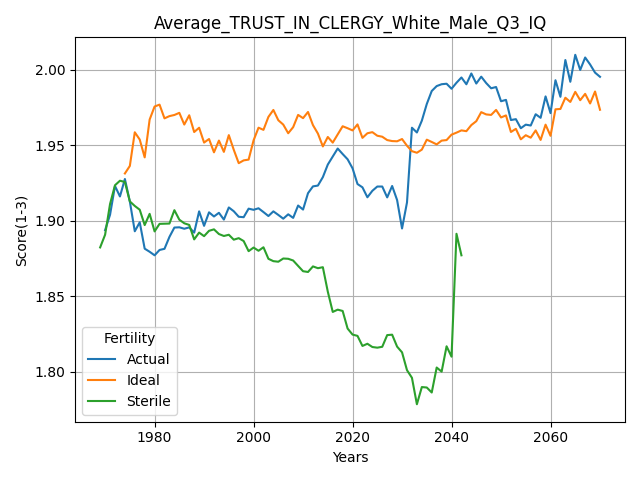 Average_TRUST_IN_CLERGY_White_Male_Q3_IQ
Score(1-3)
2.00
1.95
1.90
1.85
1.80
Fertility
Actual
Ideal
Sterile
1980 2000 2020 2040 2060
Years